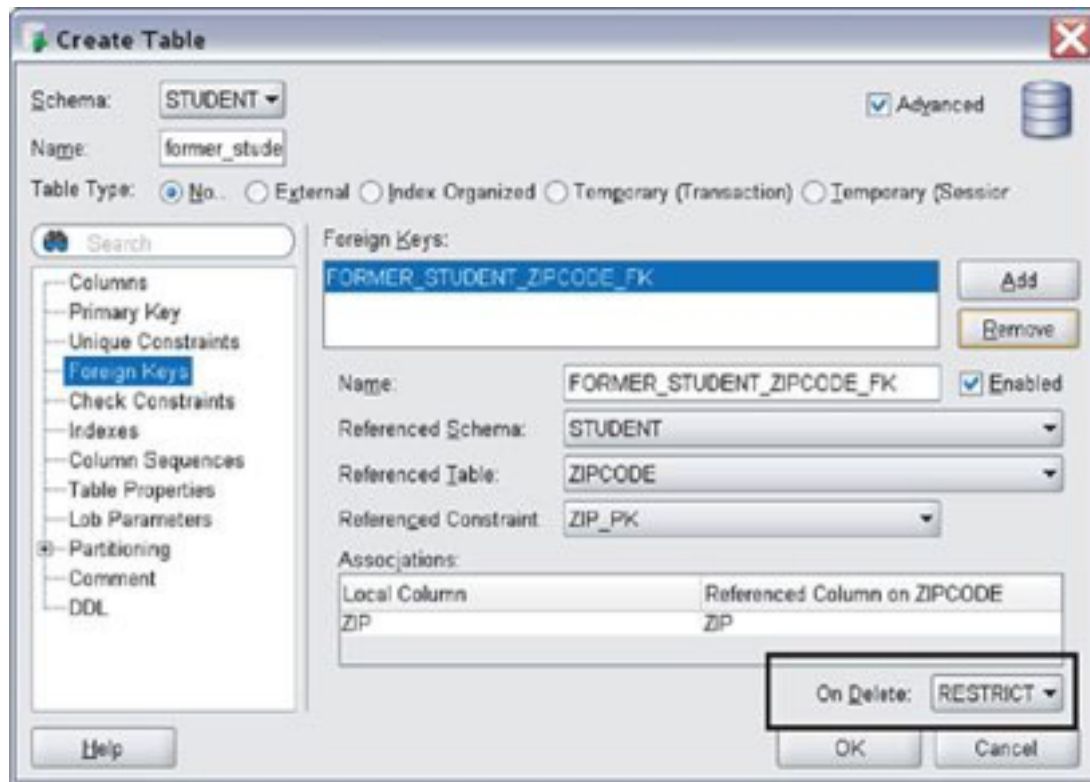 Create Table
Schema: STUDENT Advanced
Name: former_stude
Table Type: No... External Index Organized Temporary (Transaction) Temporary (Session
Search
Columns
Primary Key
Unique Constraints
Foreign Keys
Check Constraints
Indexes
Column Sequences
Table Properties
Lob Parameters
Partitioning
Comment
DDL
Foreign Keys:
FORMER_STUDENT_ZIPCODE_FK
Add
Remove
Name: FORMER_STUDENT_ZIPCODE_FK Enabled
Referenced Schema: STUDENT
Referenced Table: ZIPCODE
Referenced Constraint ZIP_PK
Associations:
Local Column Referenced Column on ZIPCODE
ZIP ZIP
On Delete: RESTRICT
Help OK Cancel